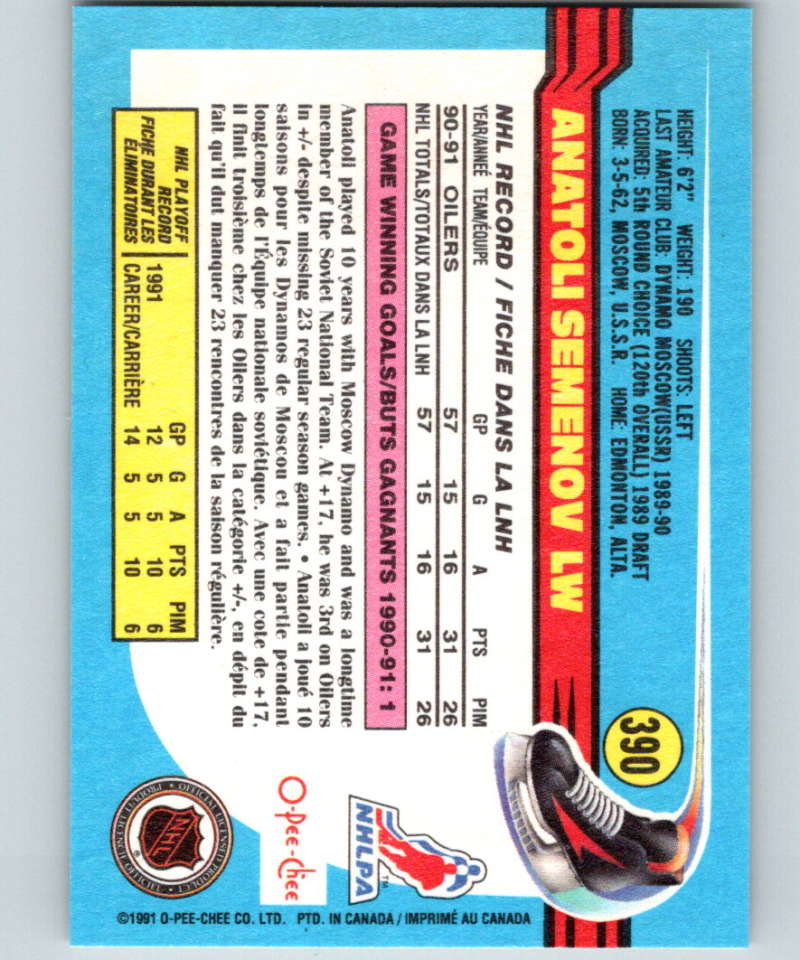 HEIGHT: 6'2" WEIGHT: 190 SHOOTS: LEFT
LAST AMATEUR CLUB: DYNAMO MOSCOW(USSR) 1989-90
ACQUIRED: 5th ROUND CHOICE (120th OVERALL) 1989 DRAFT
BORN: 3-5-62, MOSCOW, U.S.S.R. HOME: EDMONTON, ALTA.
390
ANATOLI SEMENOV LW
NHL RECORD / FICHE DANS LA LNH
YEAR/ANNÉE TEAM/ÉQUIPE GP G A PTS PIM
90-91 OILERS 57 15 16 31 26
NHL TOTALS/TOTAUX DANS LA LNH 57 15 16 31 26
GAME WINNING GOALS/BUTS GAGNANTS 1990-91: 1
Anatoli played 10 years with Moscow Dynamo and was a longtime
member of the Soviet National Team. At +17, he was 3rd on Oilers
in +/- despite missing 23 regular season games. • Anatoli a joué 10
saisons pour les Dynamos de Moscou et a fait partie pendant
longtemps de l'Équipe nationale soviétique. Avec une cote de +17,
il finit troisième chez les Oilers dans la catégorie +/-, en dépit du
fait qu'il dut manquer 23 rencontres de la saison régulière.
NHL PLAYOFF
RECORD
FICHE DURANT LES
ÉLIMINATOIRES
GP G A PTS PIM
1991 12 5 5 10 6
CAREER/CARRIÈRE 14 5 5 10 6
NHLPA
TM
O-Pee-Chee
OFFICIAL LICENSED PRODUCT • PRODUIT LICENCIÉ OFFICIEL •
NHL
®
©1991 O-PEE-CHEE CO. LTD. PTD. IN CANADA / IMPRIMÉ AU CANADA